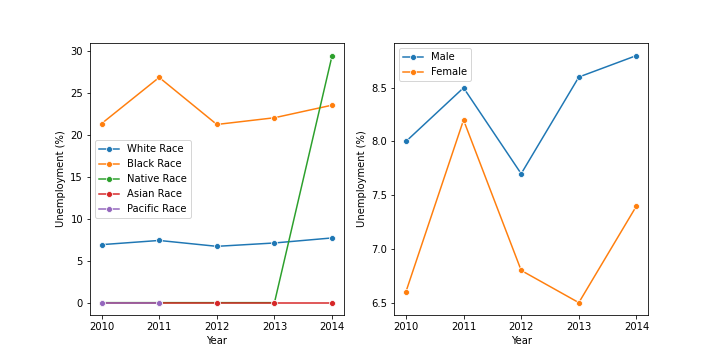 Unemployment (%)
30
25
20
15
10
5
0
White Race
Black Race
Native Race
Asian Race
Pacific Race
2010 2011 2012 2013 2014
Year
Unemployment (%)
8.5
8.0
7.5
7.0
6.5
Male
Female
2010 2011 2012 2013 2014
Year